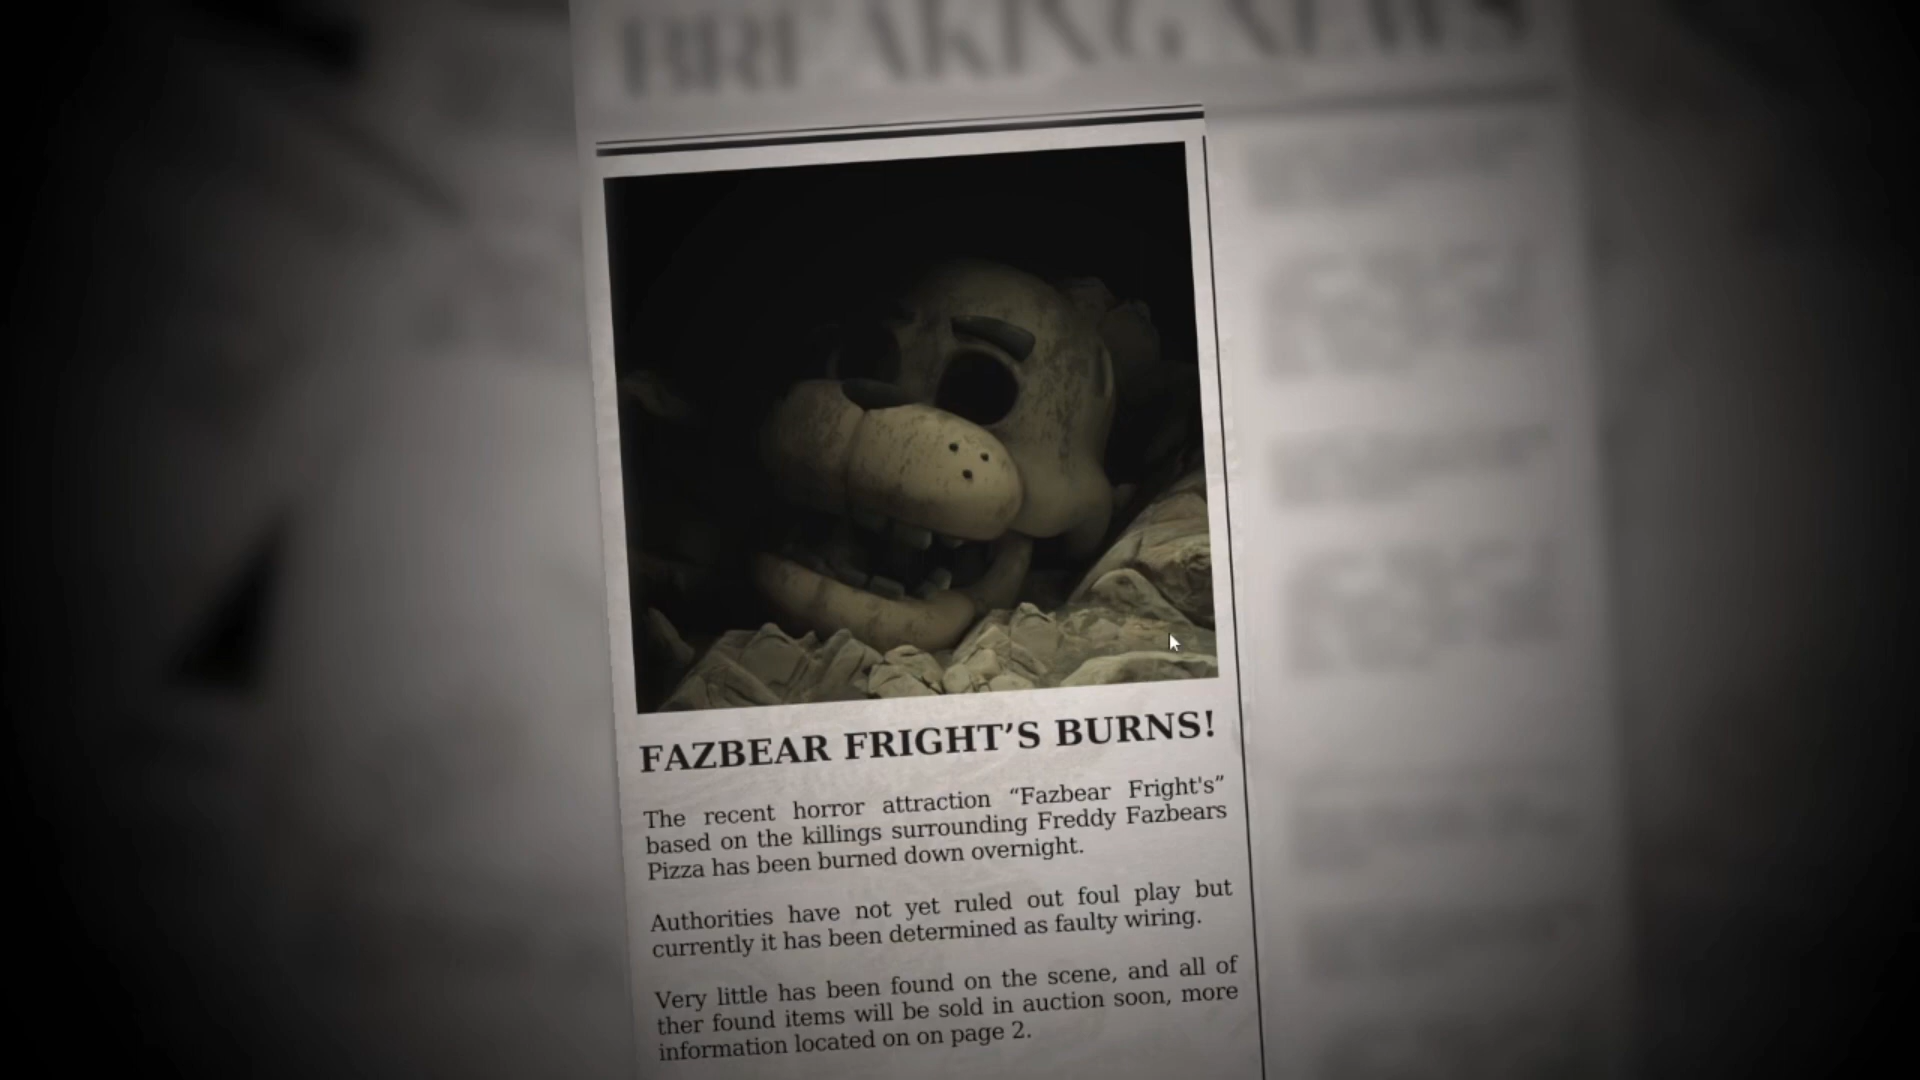 BREAKING NEWS
FAZBEAR FRIGHT’S BURNS!
The recent horror attraction “Fazbear Fright's”
based on the killings surrounding Freddy Fazbears
Pizza has been burned down overnight.
Authorities have not yet ruled out foul play but
currently it has been determined as faulty wiring.
Very little has been found on the scene, and all of
ther found items will be sold in auction soon, more
information located on on page 2.